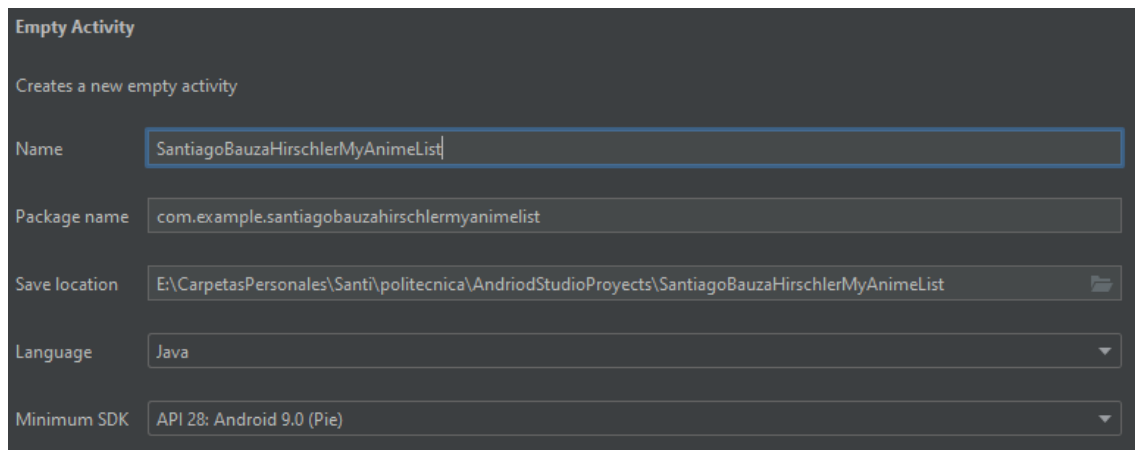 Empty Activity
Creates a new empty activity
Name SantiagoBauzaHirschlerMyAnimeList
Package name com.example.santiagobauzahirschlermyanimelist
Save location E:\CarpetasPersonales\Santi\politecnica\AndriodStudioProyects\SantiagoBauzaHirschlerMyAnimeList
Language Java
Minimum SDK API 28: Android 9.0 (Pie)